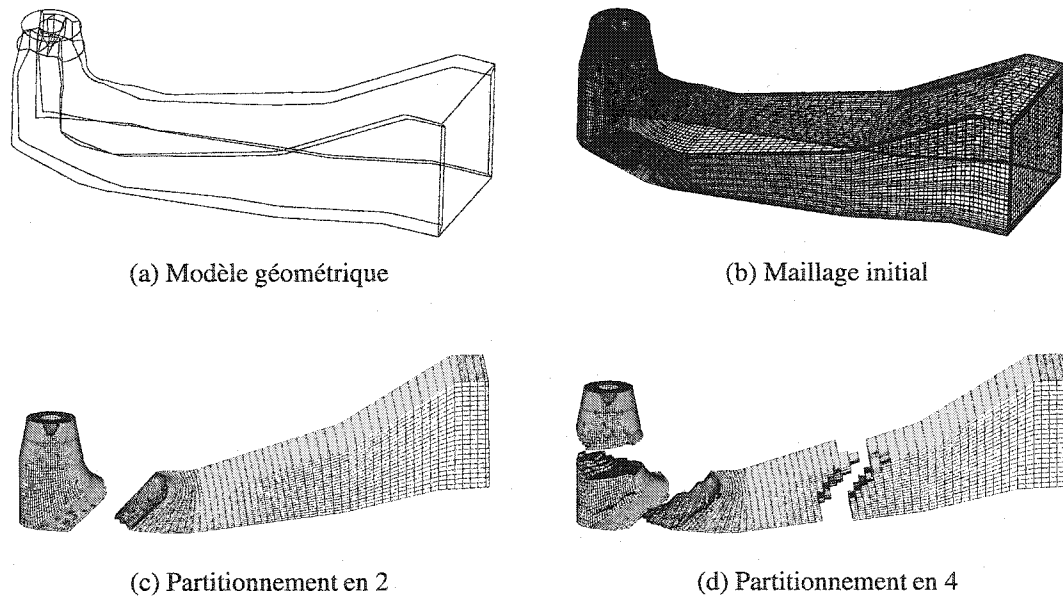 (a) Modèle géométrique
(b) Maillage initial
(c) Partitionnement en 2
(d) Partitionnement en 4